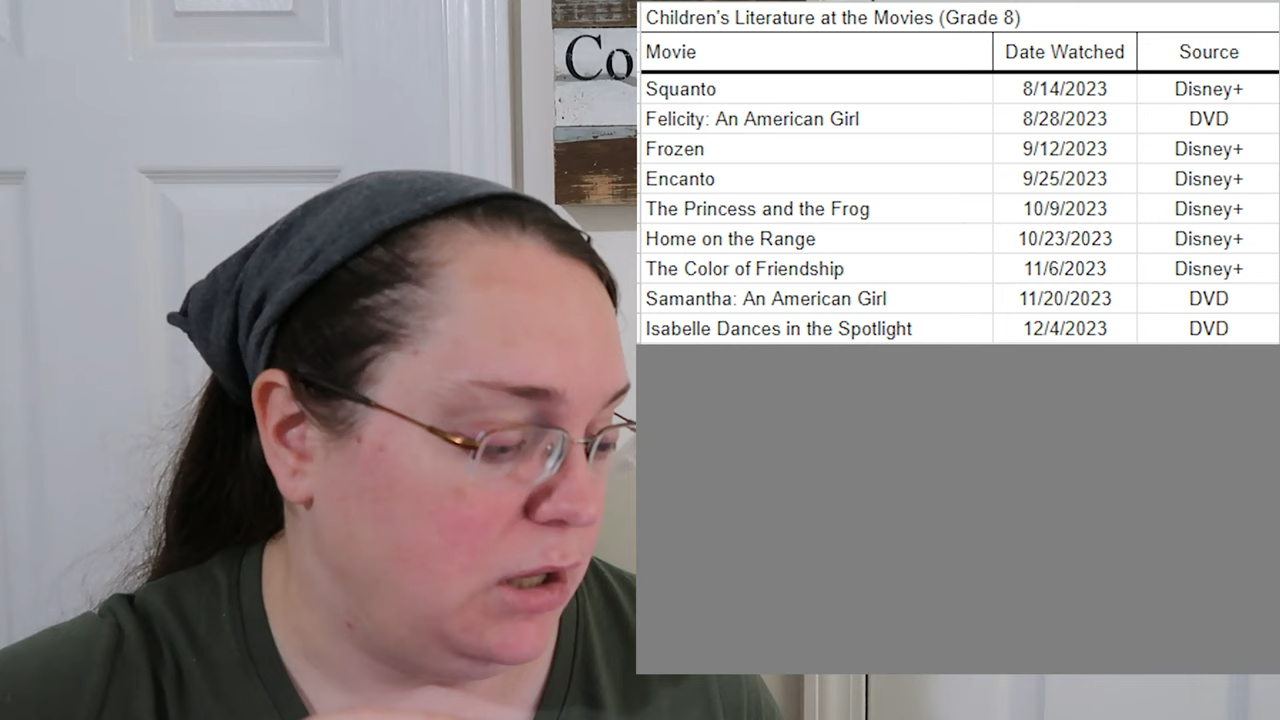 Co
Children's Literature at the Movies (Grade 8)
Movie Date Watched Source
Squanto 8/14/2023 Disney+
Felicity: An American Girl 8/28/2023 DVD
Frozen 9/12/2023 Disney+
Encanto 9/25/2023 Disney+
The Princess and the Frog 10/9/2023 Disney+
Home on the Range 10/23/2023 Disney+
The Color of Friendship 11/6/2023 Disney+
Samantha: An American Girl 11/20/2023 DVD
Isabelle Dances in the Spotlight 12/4/2023 DVD